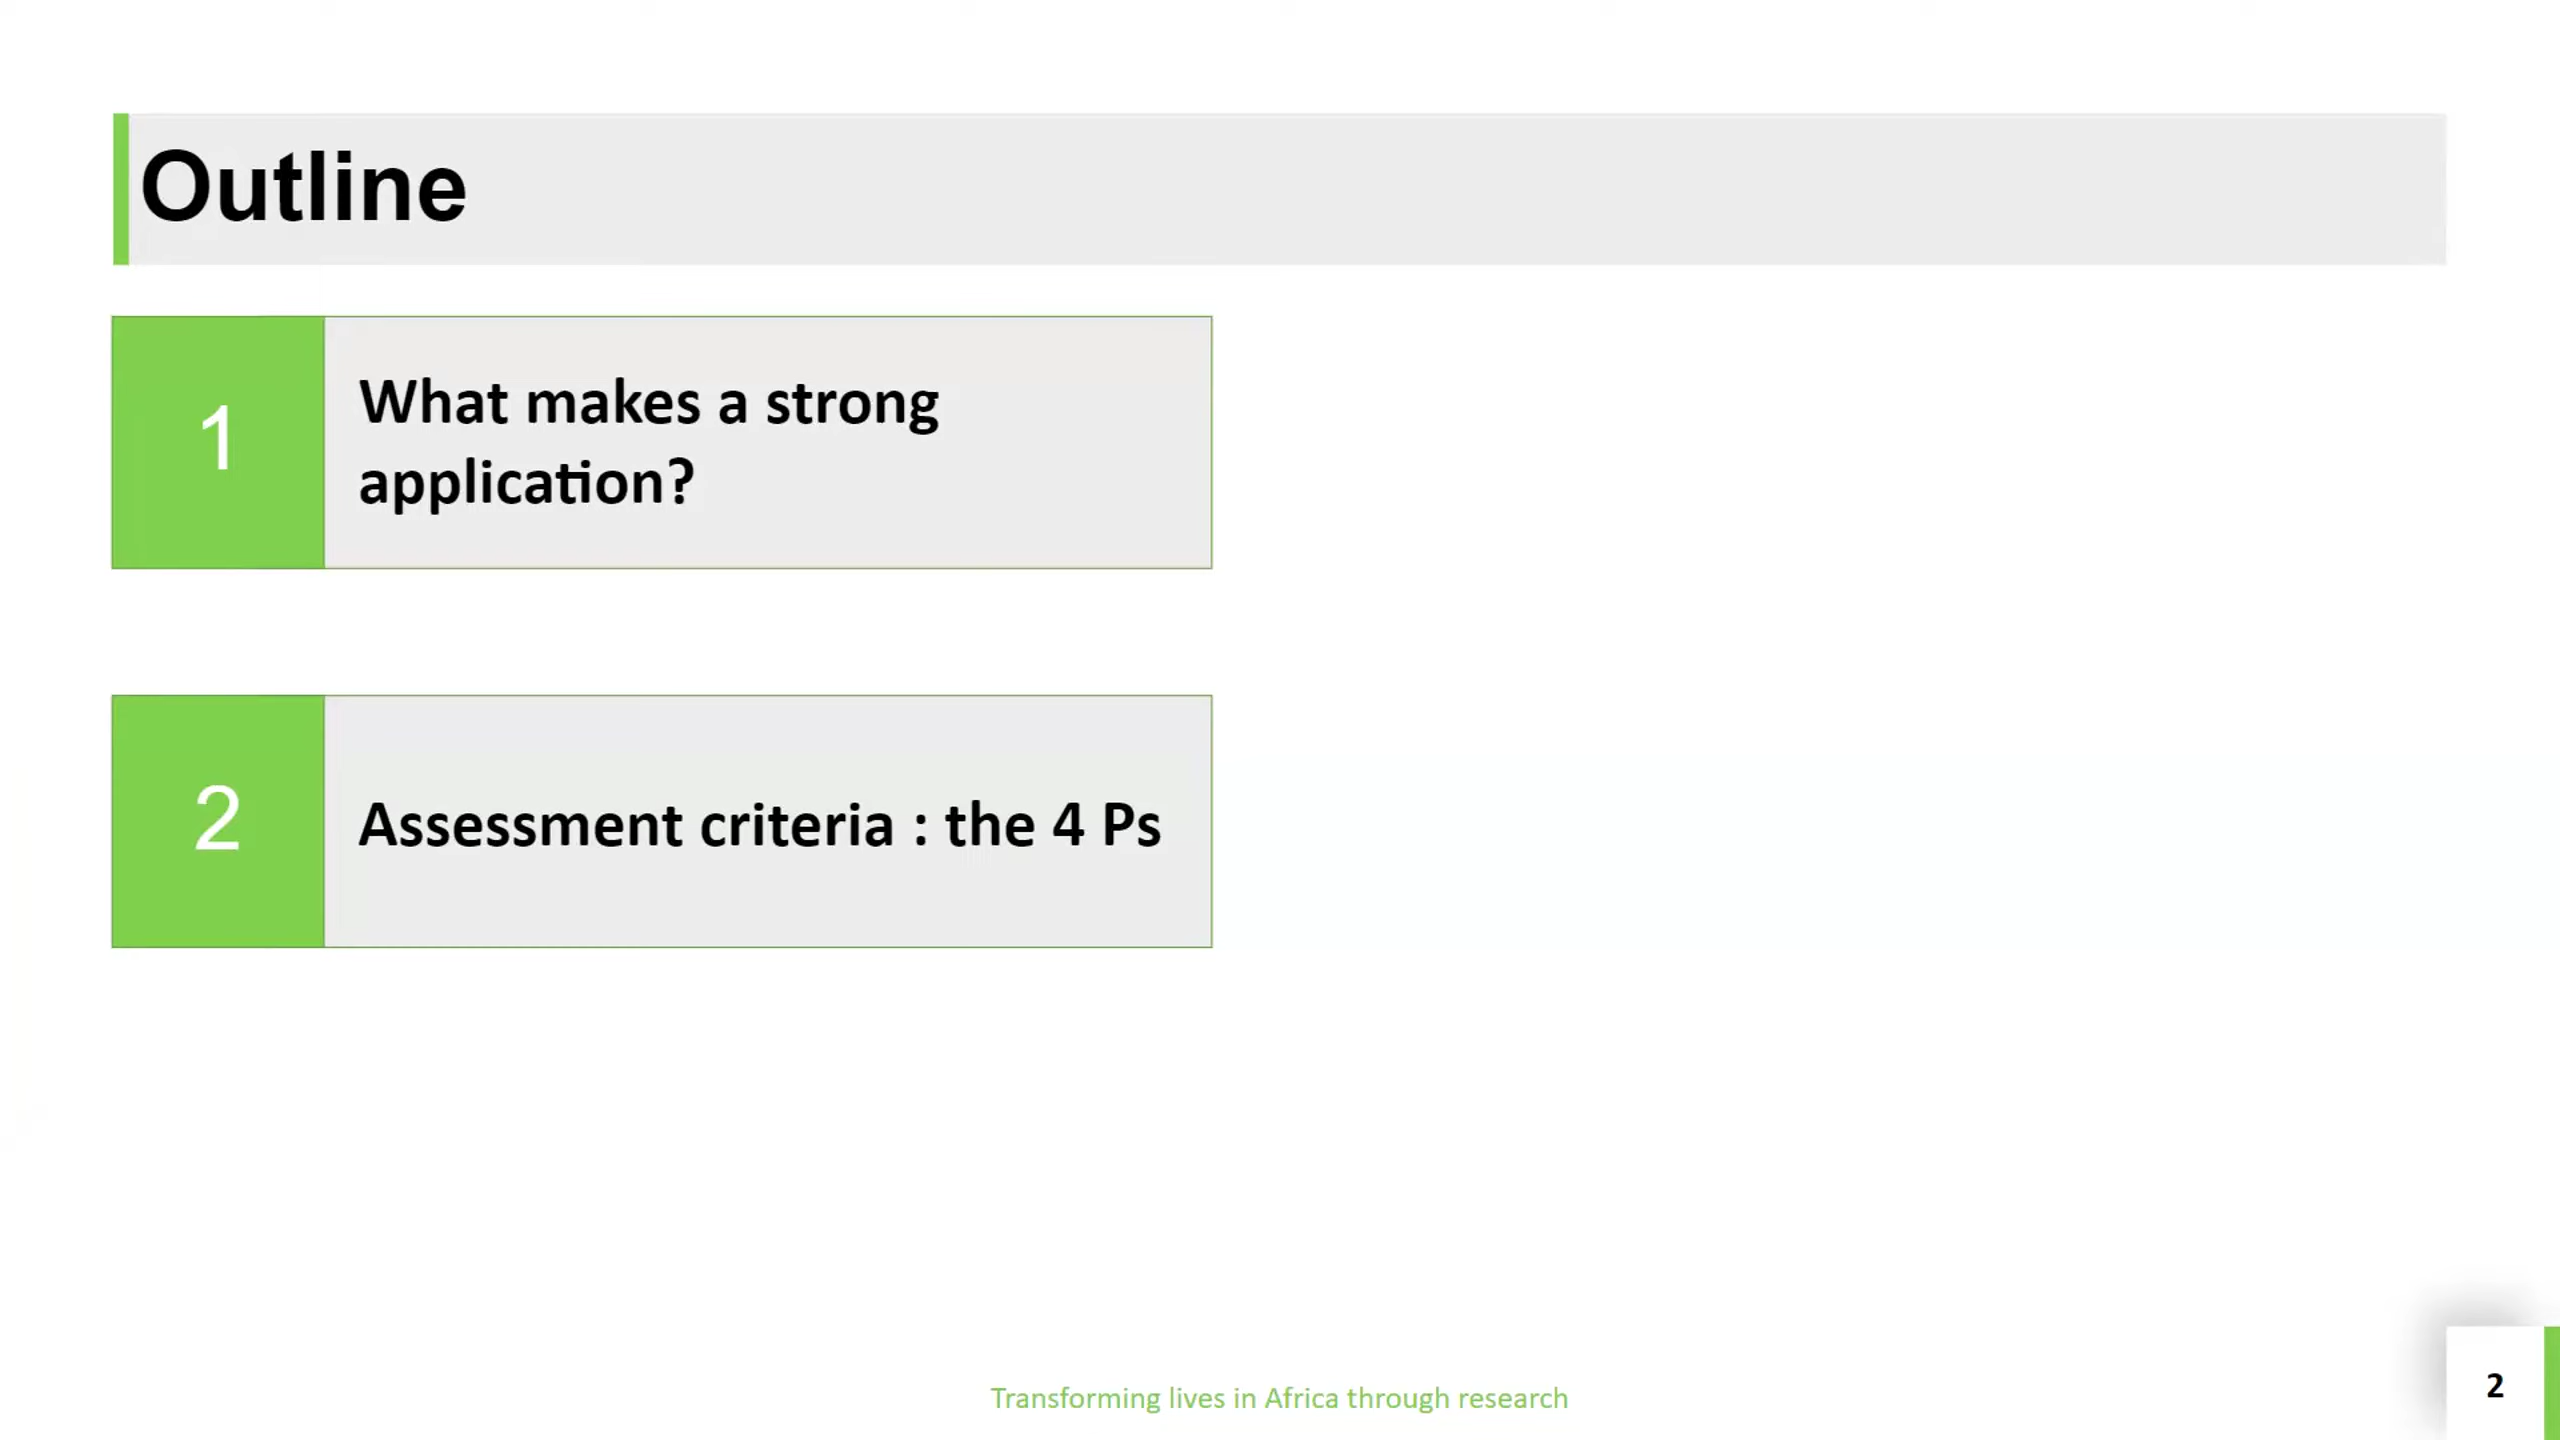 Outline
1
What makes a strong
application?
2
Assessment criteria : the 4 Ps
Transforming lives in Africa through research
2